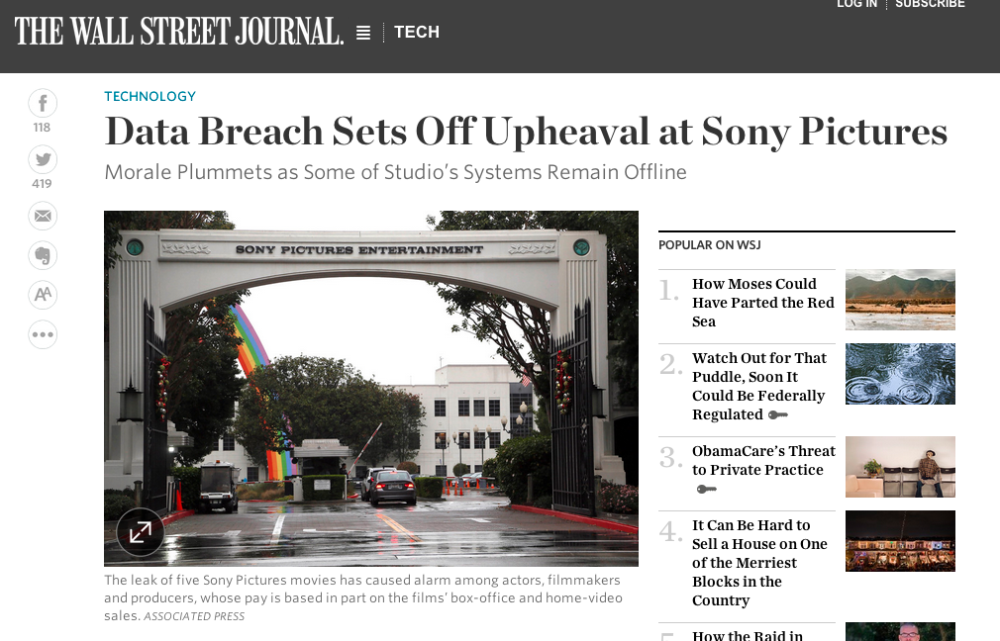 LOG IN
SUBSCRIBE
THE WALL STREET JOURNAL.
TECH
118
419
TECHNOLOGY
Data Breach Sets Off Upheaval at Sony Pictures
Morale Plummets as Some of Studio's Systems Remain Offline
SONY PICTURES ENTERTAINMENT
The leak of five Sony Pictures movies has caused alarm among actors, filmmakers
and producers, whose pay is based in part on the films' box-office and home-video
sales. ASSOCIATED PRESS
POPULAR ON WSJ
1.
How Moses Could
Have Parted the Red
Sea
2.
Watch Out for That
Puddle, Soon It
Could Be Federally
Regulated
3.
ObamaCare's Threat
to Private Practice
4.
It Can Be Hard to
Sell a House on One
of the Merriest
Blocks in the
Country
5.
How the Raid in